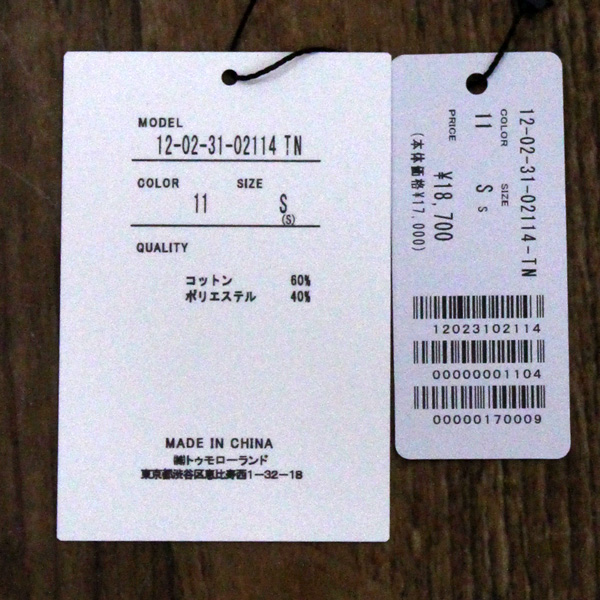 MODEL
12-02-31-02114 TN
COLOR SIZE
11 S
(S)
QUALITY
コットン 60%
ポリエステル 40%
MADE IN CHINA
㈱トゥモローランド
東京都渋谷区恵比寿西1-32-18
12-02-31-02114-TN
COLOR SIZE
11 S s
PRICE
¥18,700
(本体価格¥17,000)
12023102114
00000001104
00000170009